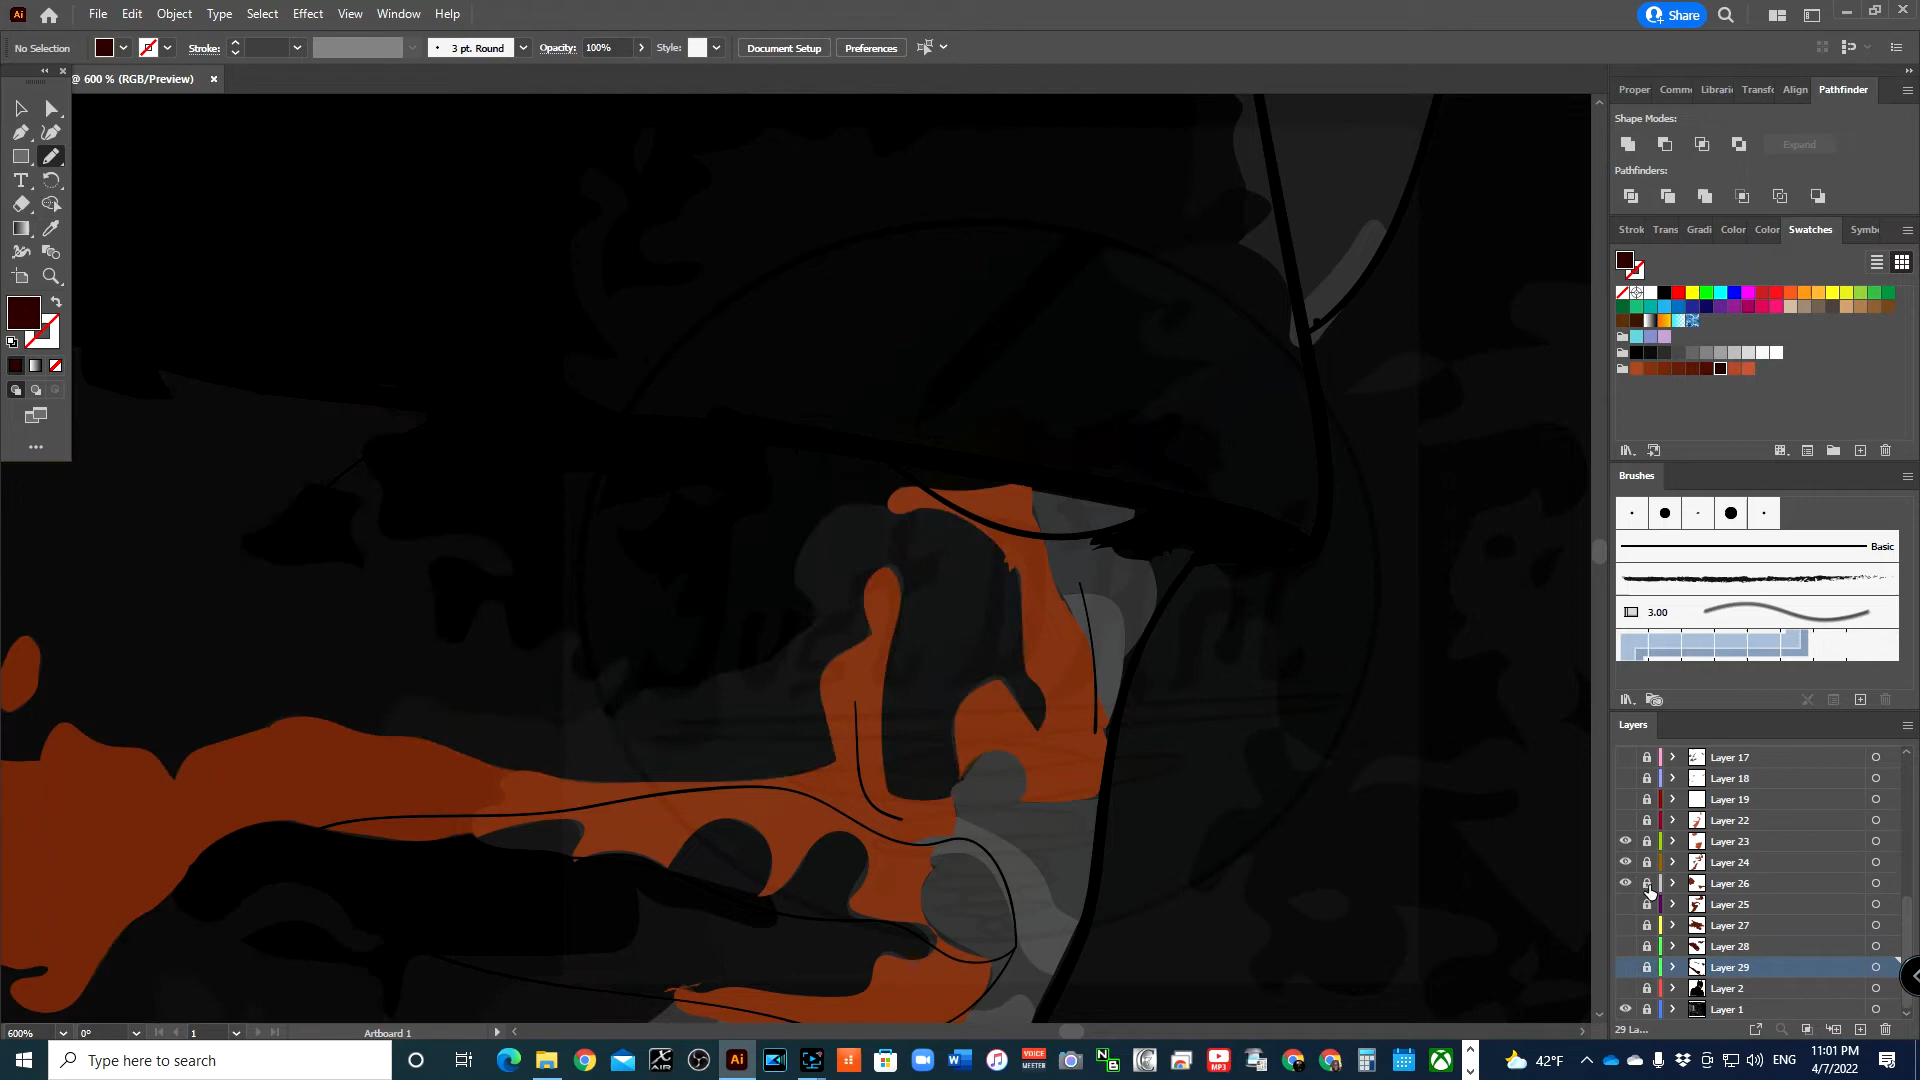 Ai File Edit Object Type Select Effect View Window Help Share
No Selection Stroke: 3 pt. Round Opacity: 100% Style: Document Setup Preferences
@ 600 % (RGB/Preview)
Proper Comme Librari Transfo Align Pathfinder
Shape Modes:
Expand
Pathfinders:
Strok Trans Gradi Color Color Swatches Symbo
Brushes
Basic
3.00
Layers
Layer 17
Layer 18
Layer 19
Layer 22
Layer 23
Layer 24
Layer 26
Layer 25
Layer 27
Layer 28
Layer 29
Layer 2
Layer 1
600% 0° 1 Artboard 1 29 La...
Type here to search
42°F ENG
11:01 PM
4/7/2022